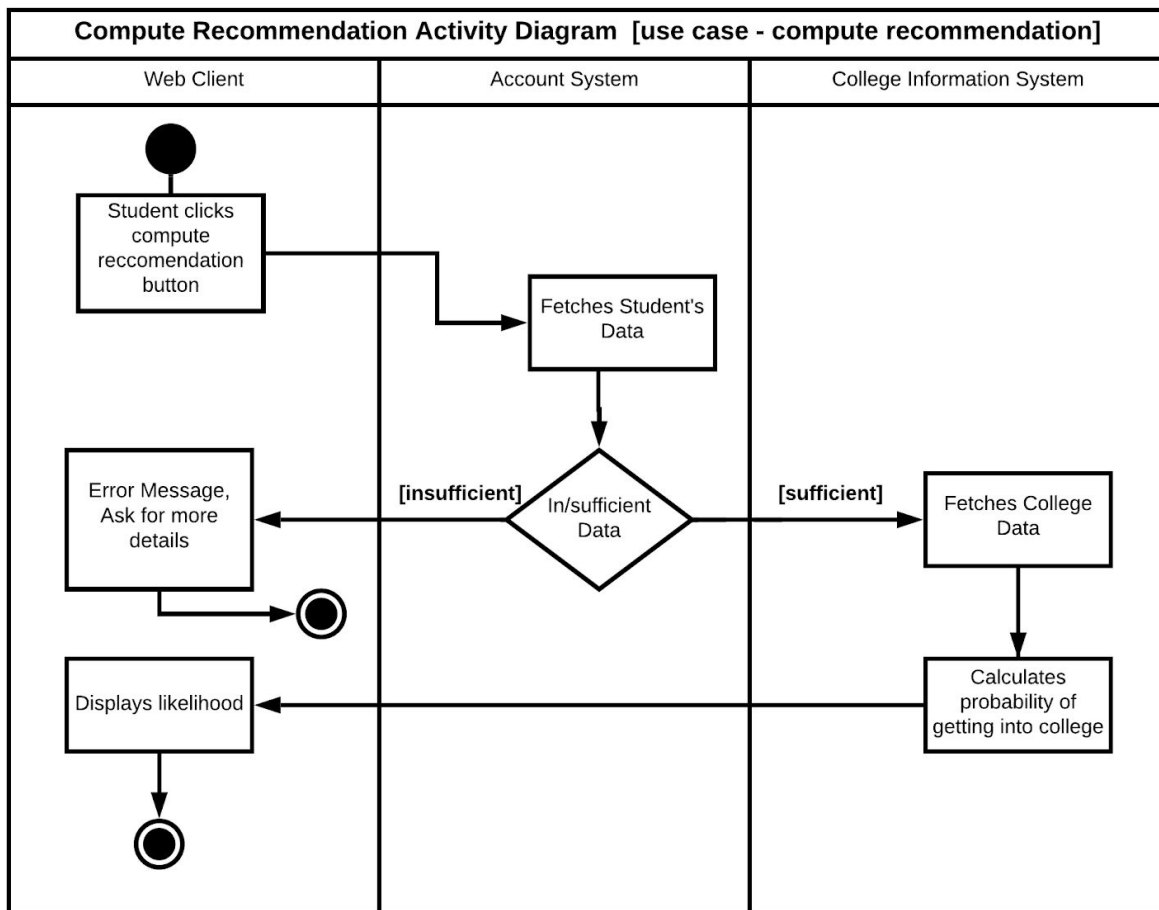 Compute Recommendation Activity Diagram [use case - compute recommendation]
Web Client
Account System
College Information System
Student clicks
compute
reccomendation
button
Fetches Student's
Data
Error Message,
Ask for more
details
[insufficient]
In/sufficient
Data
[sufficient]
Fetches College
Data
Displays likelihood
Calculates
probability of
getting into college